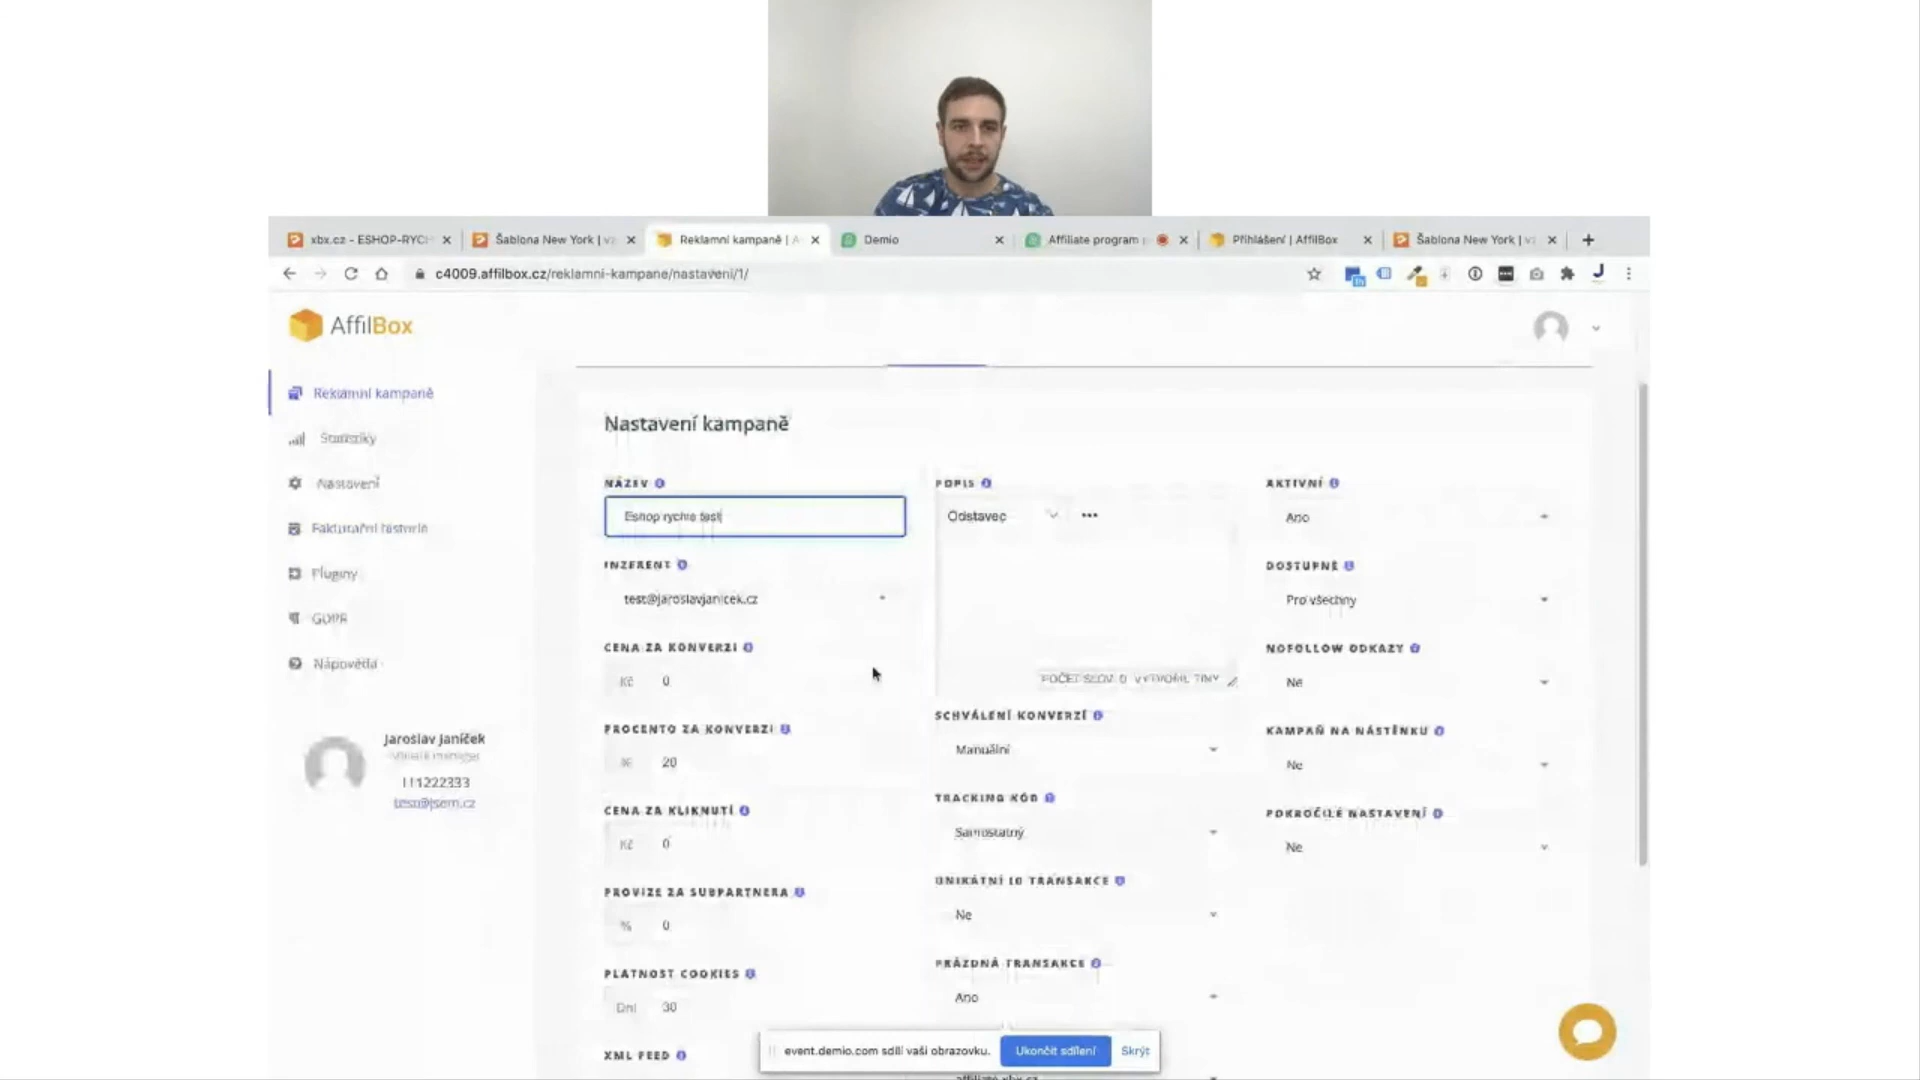 xbx.cz - ESHOP-RYCH
Šablona New York | v
Reklamní kampaně | A
Demio
Affiliate program
Přihlášení | AffilBox
Šablona New York | v
c4009.affilbox.cz/reklamni-kampane/nastaveni/1/
AffilBox
Reklamní kampaně
Statistiky
Nastavení
Fakturační historie
Pluginy
GDPR
Nápověda
Jaroslav Janíček
111222333
test@jsem.cz
Nastavení kampaně
NÁZEV
Eshop rychle test
INZERENT
test@jaroslavjanicek.cz
CENA ZA KONVERZI
Kč 0
PROCENTO ZA KONVERZI
% 20
CENA ZA KLIKNUTÍ
Kč 0
PROVIZE ZA SUBPARTNERA
% 0
PLATNOST COOKIES
Dní 30
XML FEED
POPIS
Odstavec
POČET SLOV: 0 VYTVOŘIL TINY
SCHVÁLENÍ KONVERZÍ
Manuální
TRACKING KÓD
Samostatný
UNIKÁTNÍ ID TRANSAKCE
Ne
PRÁZDNÁ TRANSAKCE
Ano
affiliate.xbx.cz
AKTIVNÍ
Ano
DOSTUPNÉ
Pro všechny
NOFOLLOW ODKAZY
Ne
KAMPAŇ NA NÁSTĚNKU
Ne
POKROČILÉ NASTAVENÍ
Ne
event.demio.com sdílí vaši obrazovku.
Ukončit sdílení
Skrýt